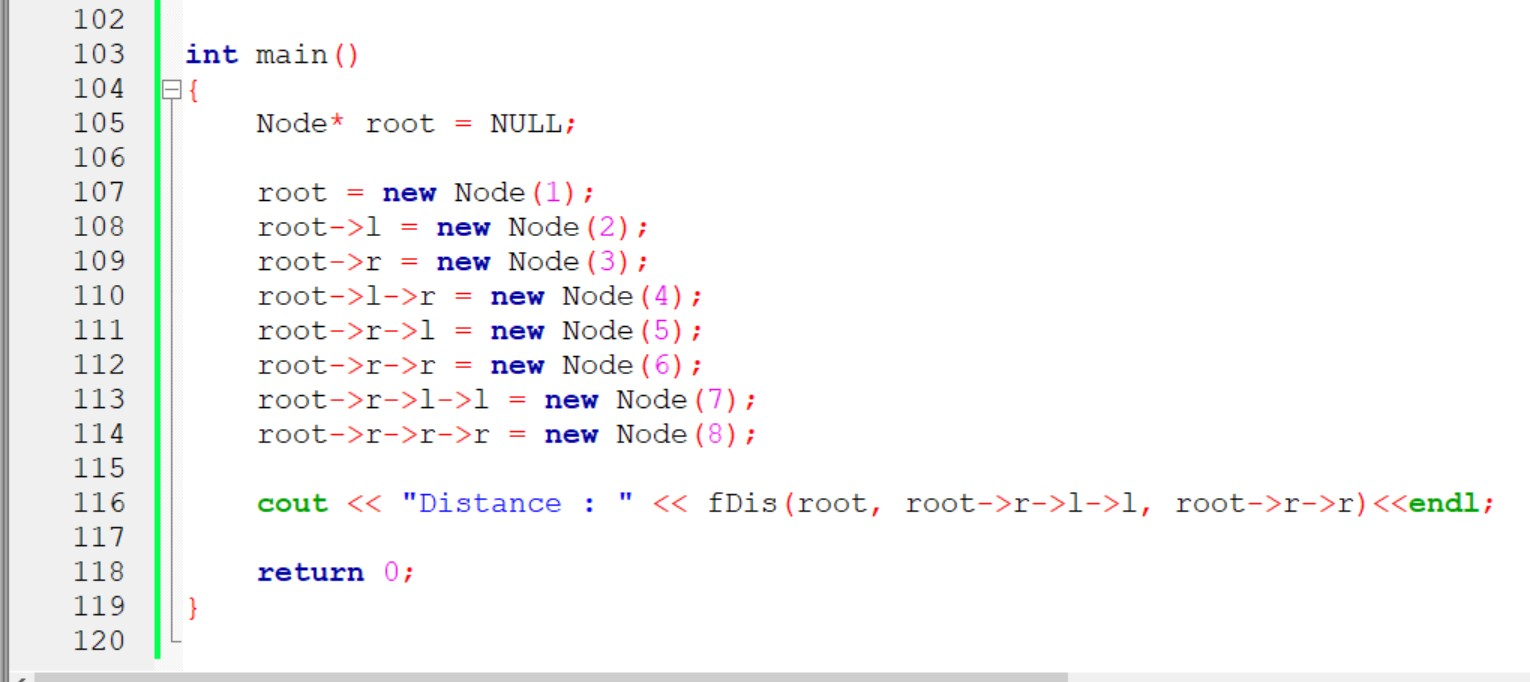 102
103 int main()
104 {
105 Node* root = NULL;
106
107 root = new Node(1);
108 root->l = new Node(2);
109 root->r = new Node(3);
110 root->l->r = new Node(4);
111 root->r->l = new Node(5);
112 root->r->r = new Node(6);
113 root->r->l->l = new Node(7);
114 root->r->r->r = new Node(8);
115
116 cout << "Distance : " << fDis(root, root->r->l->l, root->r->r)<<endl;
117
118 return 0;
119 }
120